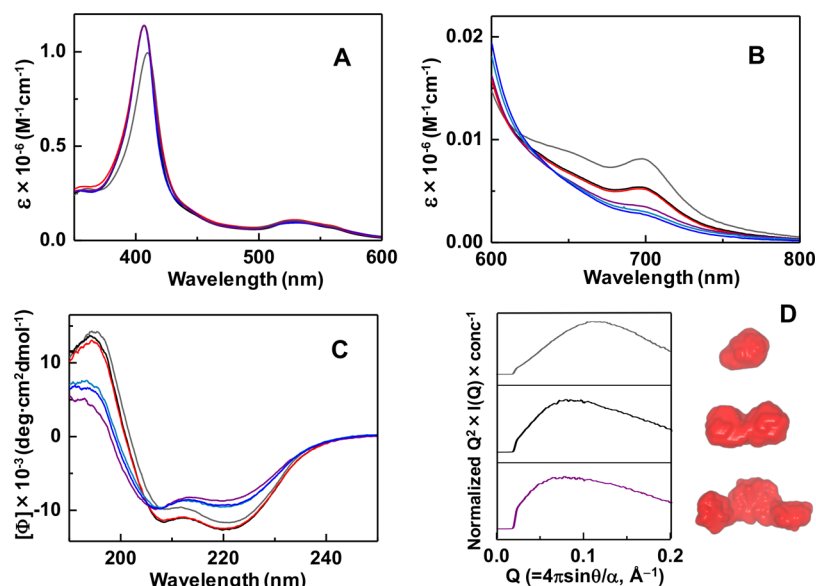 A
1.0
0.5
0.0
400
500
600
Wavelength (nm)
ε × 10⁻⁶ (M⁻¹cm⁻¹)
B
0.02
0.01
0.00
600
700
800
Wavelength (nm)
ε × 10⁻⁶ (M⁻¹cm⁻¹)
C
10
0
-10
200
220
240
Wavelength (nm)
[Φ] × 10⁻³ (deg·cm²dmol⁻¹)
D
Normalized Q² × I(Q) × conc⁻¹
0.0
0.1
0.2
Q (=4πsinθ/α, Å⁻¹)